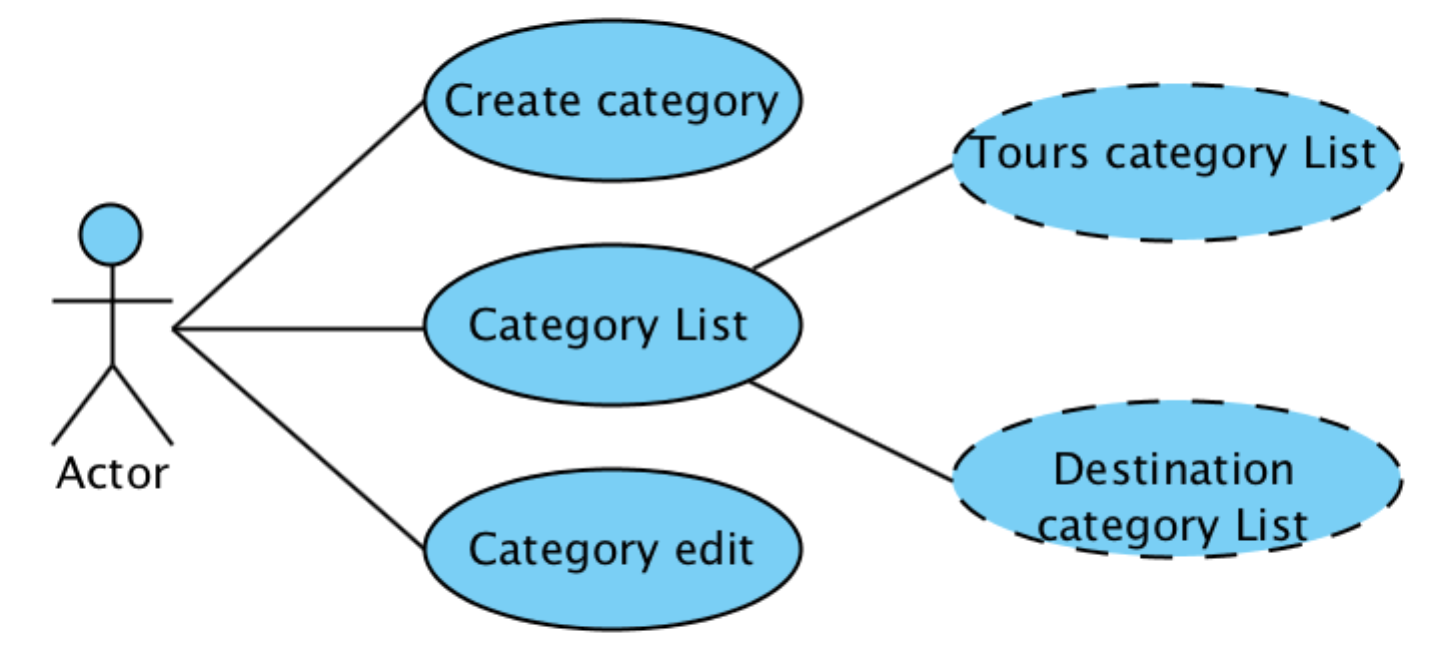 Create category
Tours category List
Category List
Actor
Destination
category List
Category edit